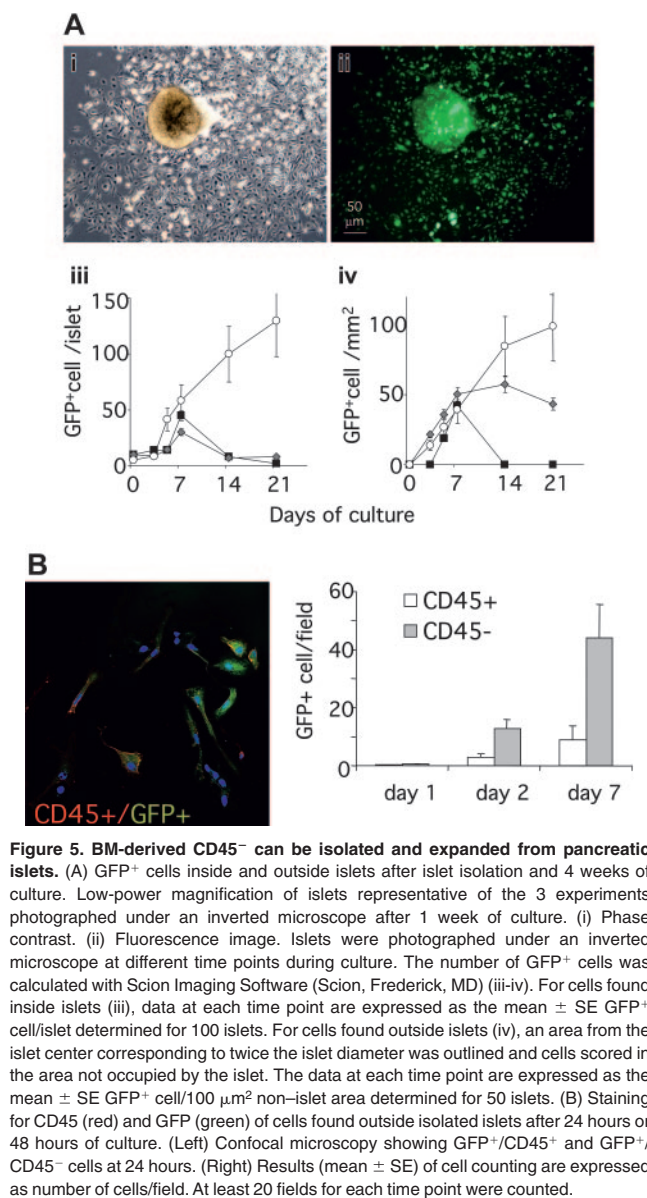 A
i
ii
50
μm
iii
iv
150
100
50
0
GFP+cell /islet
0 7 14 21
100
50
0
GFP+cell /mm²
0 7 14 21
Days of culture
B
CD45+/GFP+
60
40
20
0
GFP+ cell/field
CD45+
CD45-
day 1 day 2 day 7
Figure 5. BM-derived CD45⁻ can be isolated and expanded from pancreatic
islets. (A) GFP⁺ cells inside and outside islets after islet isolation and 4 weeks of
culture. Low-power magnification of islets representative of the 3 experiments
photographed under an inverted microscope after 1 week of culture. (i) Phase
contrast. (ii) Fluorescence image. Islets were photographed under an inverted
microscope at different time points during culture. The number of GFP⁺ cells was
calculated with Scion Imaging Software (Scion, Frederick, MD) (iii-iv). For cells found
inside islets (iii), data at each time point are expressed as the mean ± SE GFP⁺
cell/islet determined for 100 islets. For cells found outside islets (iv), an area from the
islet center corresponding to twice the islet diameter was outlined and cells scored in
the area not occupied by the islet. The data at each time point are expressed as the
mean ± SE GFP⁺ cell/100 μm² non–islet area determined for 50 islets. (B) Staining
for CD45 (red) and GFP (green) of cells found outside isolated islets after 24 hours or
48 hours of culture. (Left) Confocal microscopy showing GFP⁺/CD45⁺ and GFP⁺/
CD45⁻ cells at 24 hours. (Right) Results (mean ± SE) of cell counting are expressed
as number of cells/field. At least 20 fields for each time point were counted.